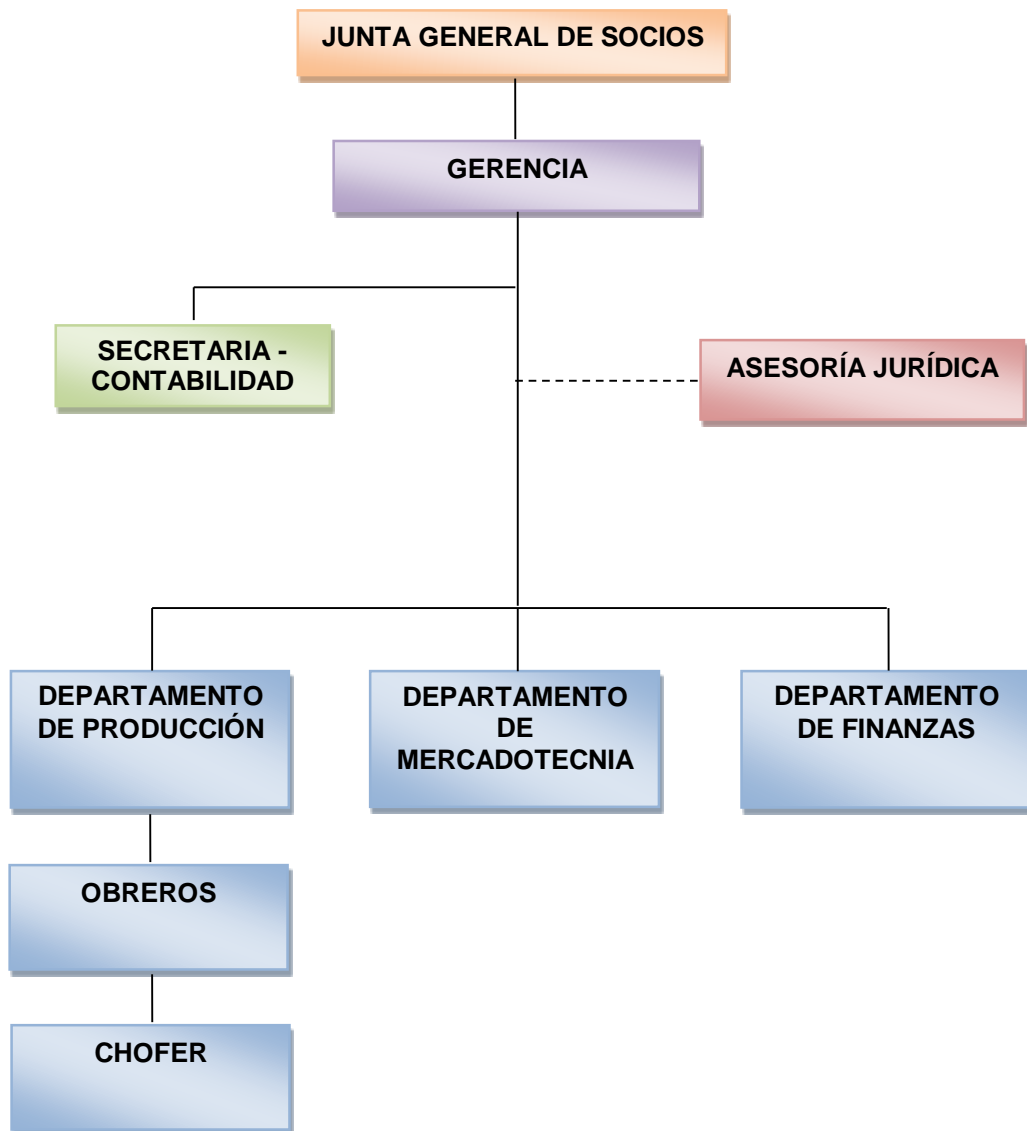 JUNTA GENERAL DE SOCIOS
GERENCIA
SECRETARIA -
CONTABILIDAD
ASESORÍA JURÍDICA
DEPARTAMENTO
DE PRODUCCIÓN
DEPARTAMENTO
DE
MERCADOTECNIA
DEPARTAMENTO
DE FINANZAS
OBREROS
CHOFER